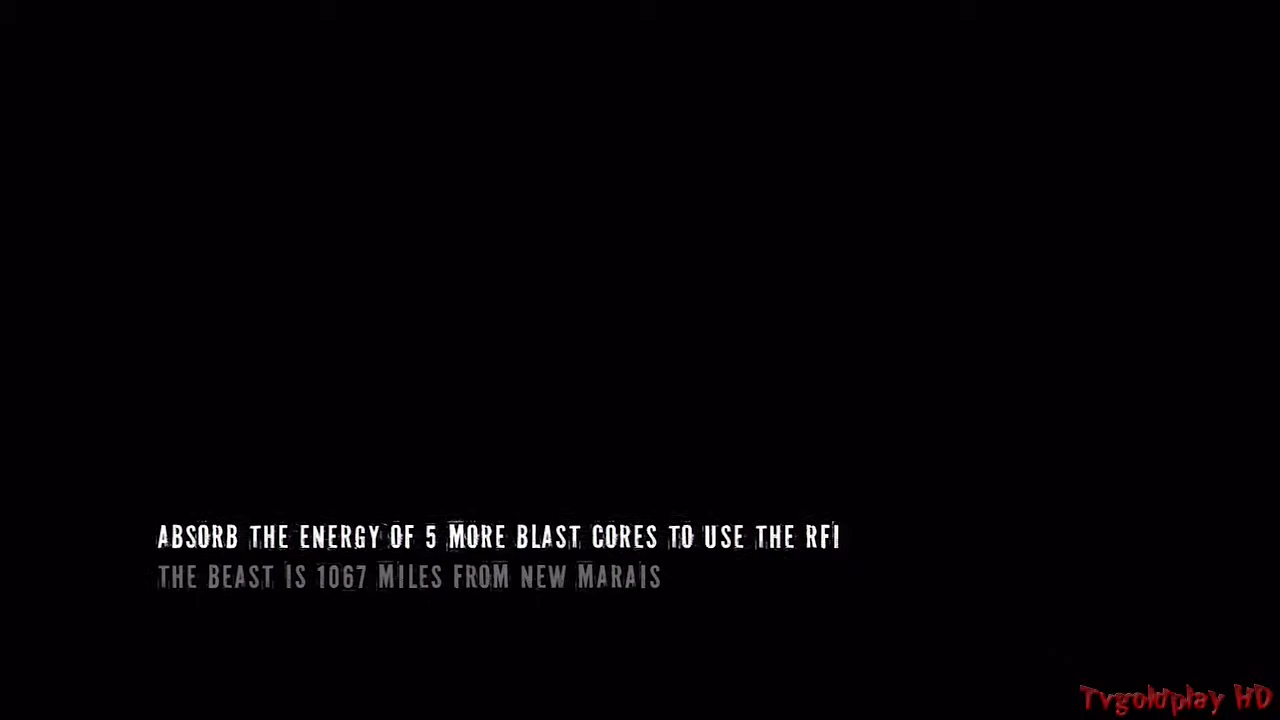 ABSORB THE ENERGY OF 5 MORE BLAST CORES TO USE THE RFI
THE BEAST IS 1067 MILES FROM NEW MARAIS
Tvgoldplay HD